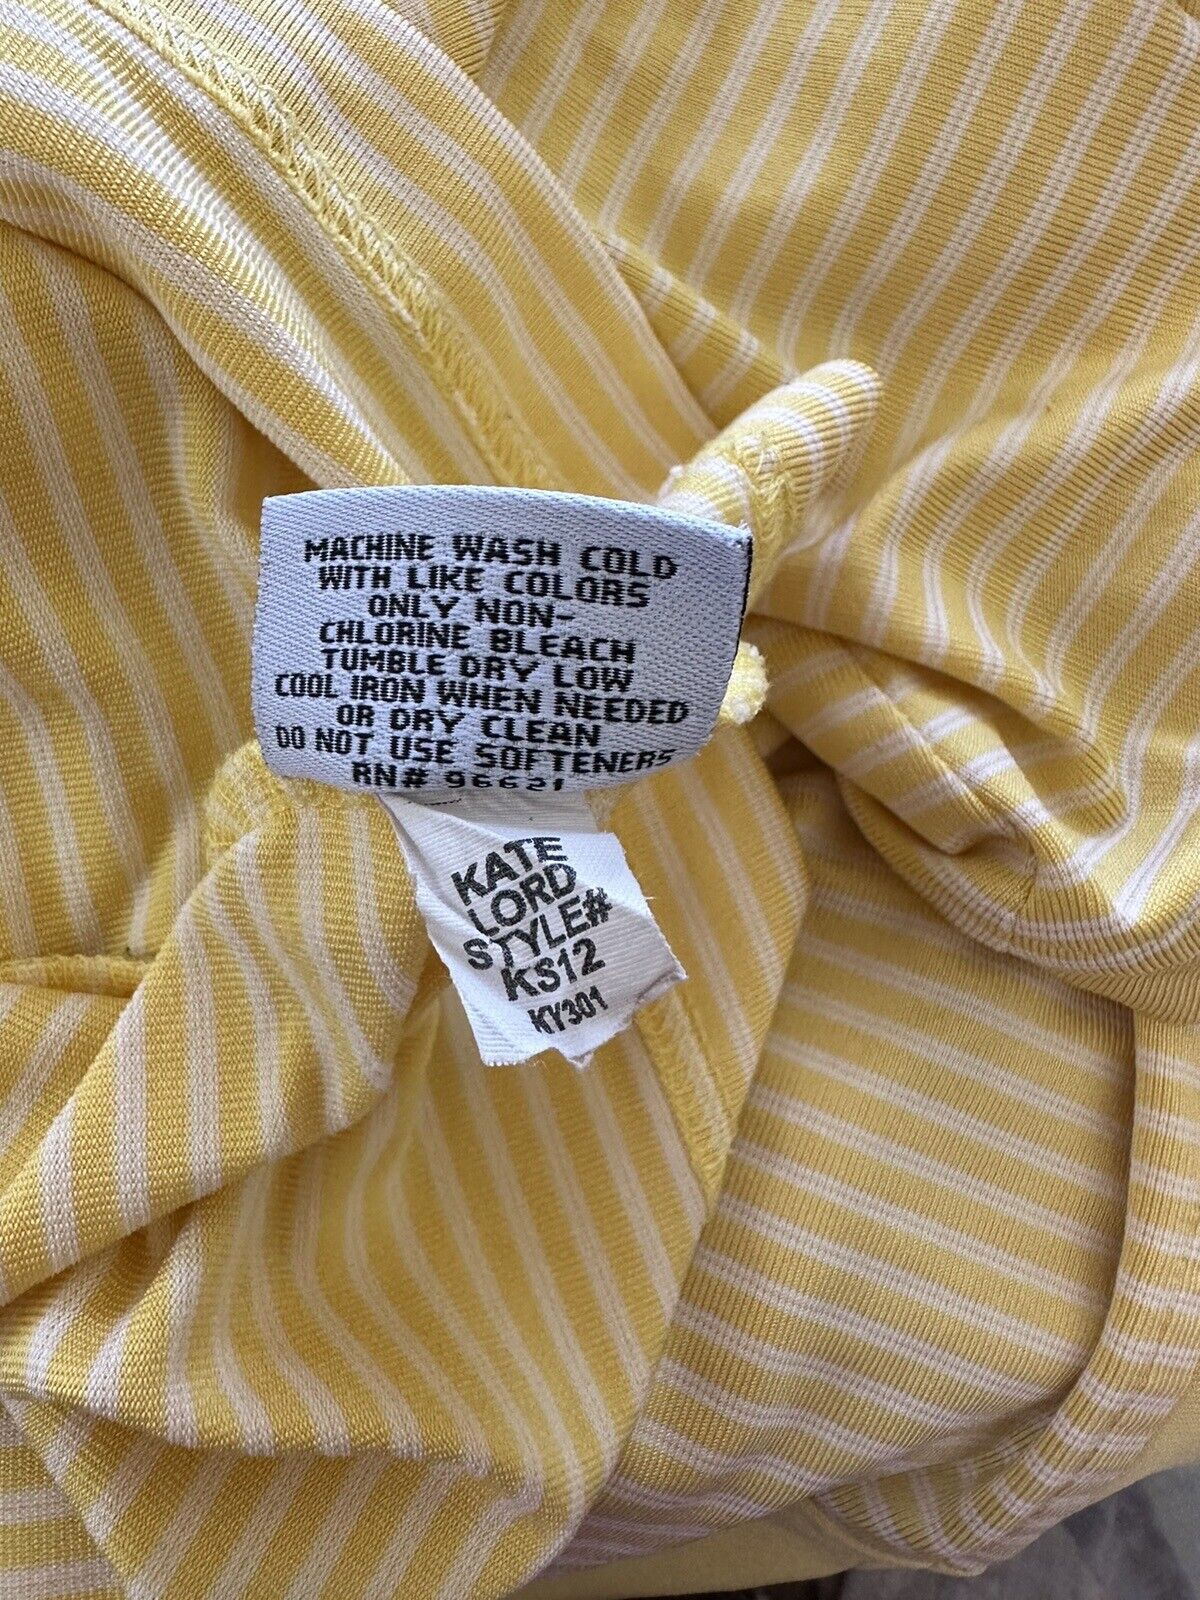 MACHINE WASH COLD
WITH LIKE COLORS
ONLY NON-
CHLORINE BLEACH
TUMBLE DRY LOW
COOL IRON WHEN NEEDED
OR DRY CLEAN
DO NOT USE SOFTENERS
RN# 96621
KATE
LORD
STYLE#
KS12
KY301